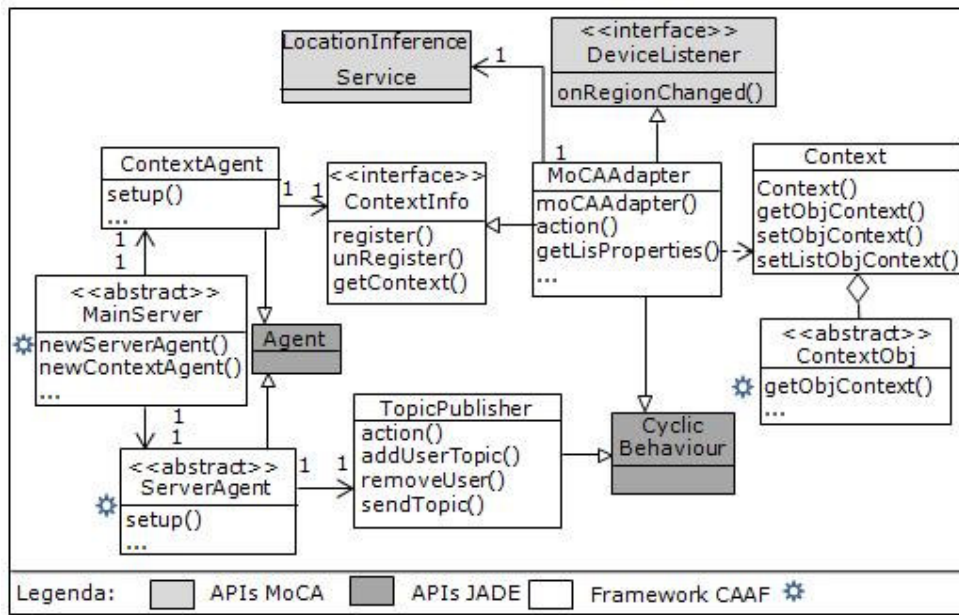 LocationInference
Service
1
<<interface>>
DeviceListener
onRegionChanged()
ContextAgent
setup()
...
1
1
<<interface>>
ContextInfo
register()
unRegister()
getContext()
1
MoCAAdapter
moCAAdapter()
action()
getLisProperties()
...
Context
Context()
getObjContext()
setObjContext()
setListObjContext()
1
1
<<abstract>>
MainServer
newServerAgent()
newContextAgent()
...
Agent
<<abstract>>
ContextObj
getObjContext()
...
1
1
<<abstract>>
ServerAgent
setup()
...
1
1
TopicPublisher
action()
addUserTopic()
removeUser()
sendTopic()
Cyclic
Behaviour
Legenda: APIs MoCA APIs JADE Framework CAAF